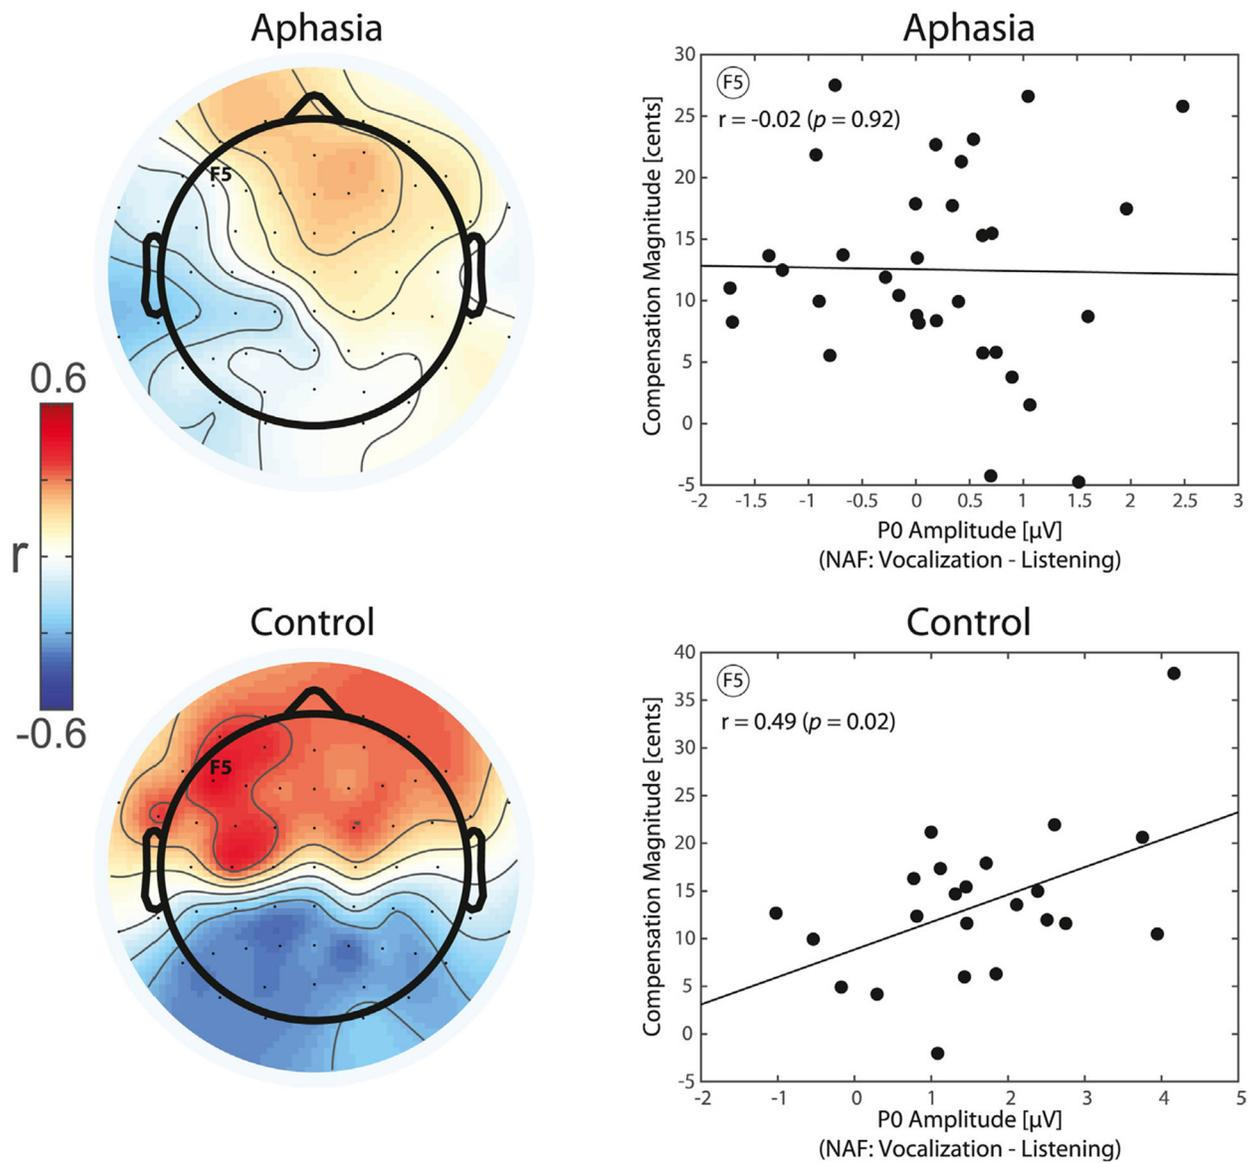 Aphasia
F5
0.6
r
-0.6
Control
F5
Aphasia
F5
r = -0.02 (p = 0.92)
Compensation Magnitude [cents]
30
25
20
15
10
5
0
-5
-2 -1.5 -1 -0.5 0 0.5 1 1.5 2 2.5 3
P0 Amplitude [µV]
(NAF: Vocalization - Listening)
Control
F5
r = 0.49 (p = 0.02)
Compensation Magnitude [cents]
40
35
30
25
20
15
10
5
0
-5
-2 -1 0 1 2 3 4 5
P0 Amplitude [µV]
(NAF: Vocalization - Listening)